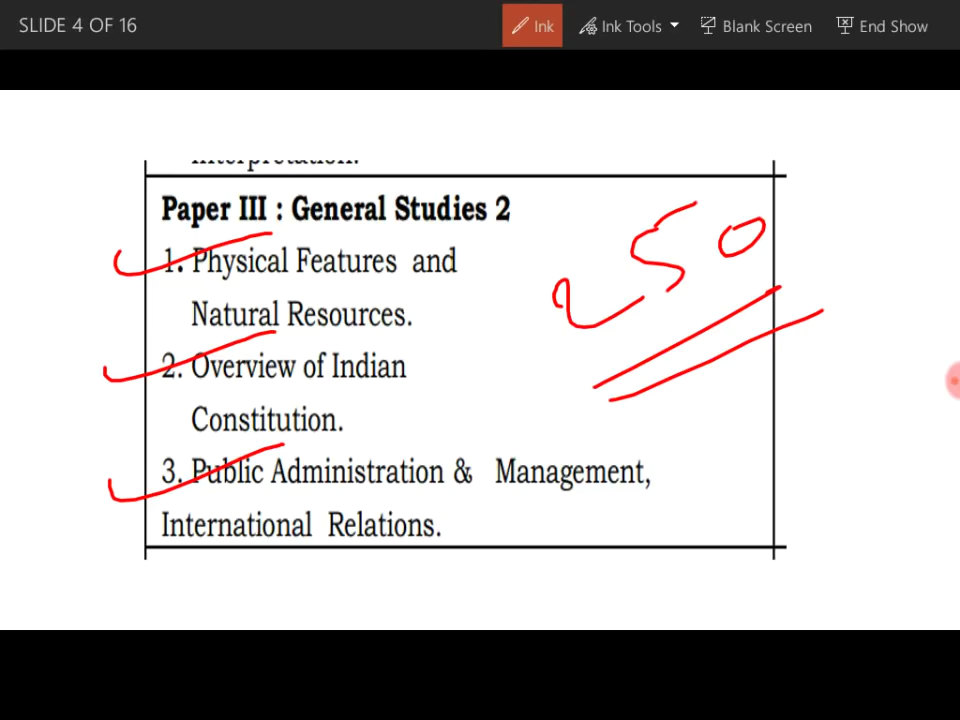 SLIDE 4 OF 16
Ink
Ink Tools
Blank Screen
End Show
Interpretation.
Paper III : General Studies 2
1. Physical Features and
Natural Resources.
250
2. Overview of Indian
Constitution.
3. Public Administration & Management,
International Relations.